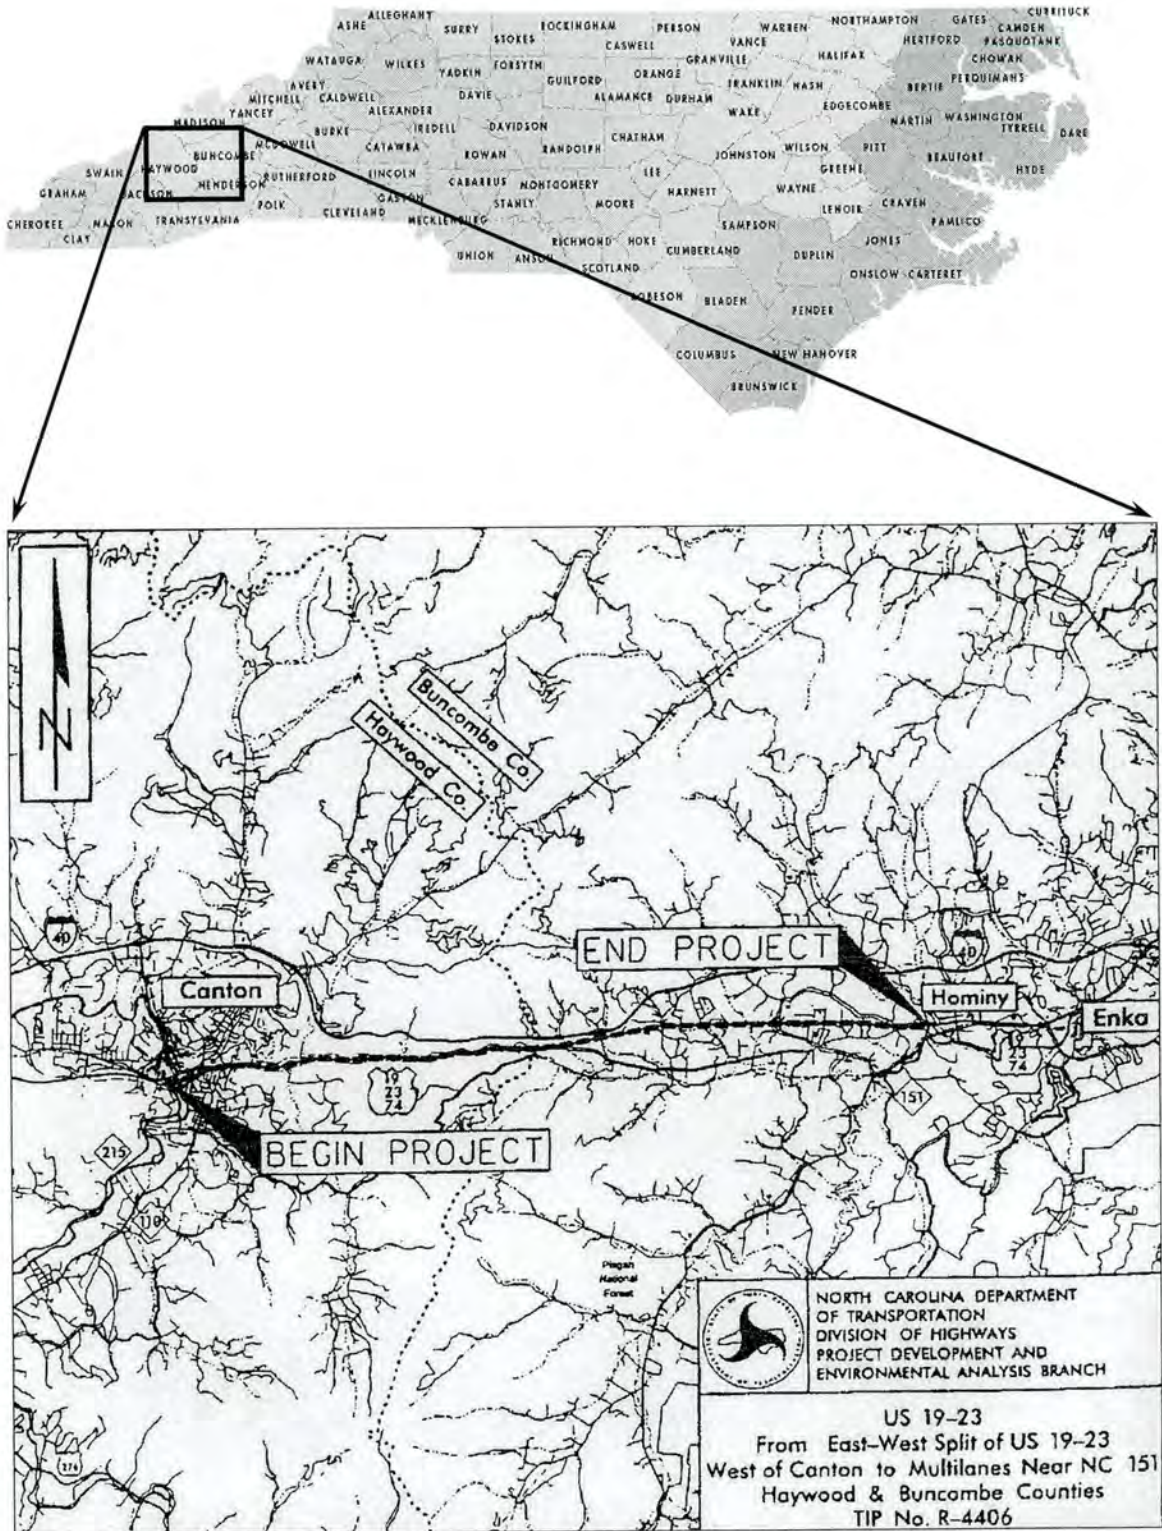 ALLEGHANY
ASHE
SURRY
STOKES
ROCKINGHAM
CASWELL
PERSON
VANCE
WARREN
NORTHAMPTON
GATES
CURRITUCK
CAMDEN
PASQUOTANK
HERTFORD
CHOWAN
PERQUIMANS
HALIFAX
GRANVILLE
WATAUGA
WILKES
YADKIN
FORSYTH
GUILFORD
ORANGE
ALAMANCE
DURHAM
FRANKLIN
NASH
BERTIE
AVERY
MITCHELL
CALDWELL
ALEXANDER
DAVIE
WAKE
EDGECOMBE
MARTIN
WASHINGTON
TYRRELL
DARE
YANCEY
MADISON
BURKE
IREDELL
DAVIDSON
MCDOWELL
CATAWBA
ROWAN
RANDOLPH
CHATHAM
JOHNSTON
WILSON
GREENE
PITT
BEAUFORT
HYDE
BUNCOMBE
HAYWOOD
SWAIN
HENDERSON
RUTHERFORD
LINCOLN
CABARRUS
MONTGOMERY
LEE
HARNETT
WAYNE
GRAHAM
JACKSON
GASTON
STANLY
MOORE
LENOIR
CRAVEN
PAMLICO
CHEROKEE
MACON
CLAY
TRANSYLVANIA
POLK
CLEVELAND
MECKLENBURG
SAMPSON
RICHMOND
HOKE
CUMBERLAND
DUPLIN
JONES
UNION
ANSON
SCOTLAND
ONSLOW
CARTERET
ROBESON
BLADEN
PENDER
COLUMBUS
NEW HANOVER
BRUNSWICK
N
Buncombe Co.
Haywood Co.
40
END PROJECT
40
Canton
Hominy
Enka
19
23
74
19
23
74
151
BEGIN PROJECT
215
110
Pisgah
National
Forest
276
NORTH CAROLINA DEPARTMENT
OF TRANSPORTATION
DIVISION OF HIGHWAYS
PROJECT DEVELOPMENT AND
ENVIRONMENTAL ANALYSIS BRANCH
US 19-23
From East-West Split of US 19-23
West of Canton to Multilanes Near NC 151
Haywood & Buncombe Counties
TIP No. R-4406